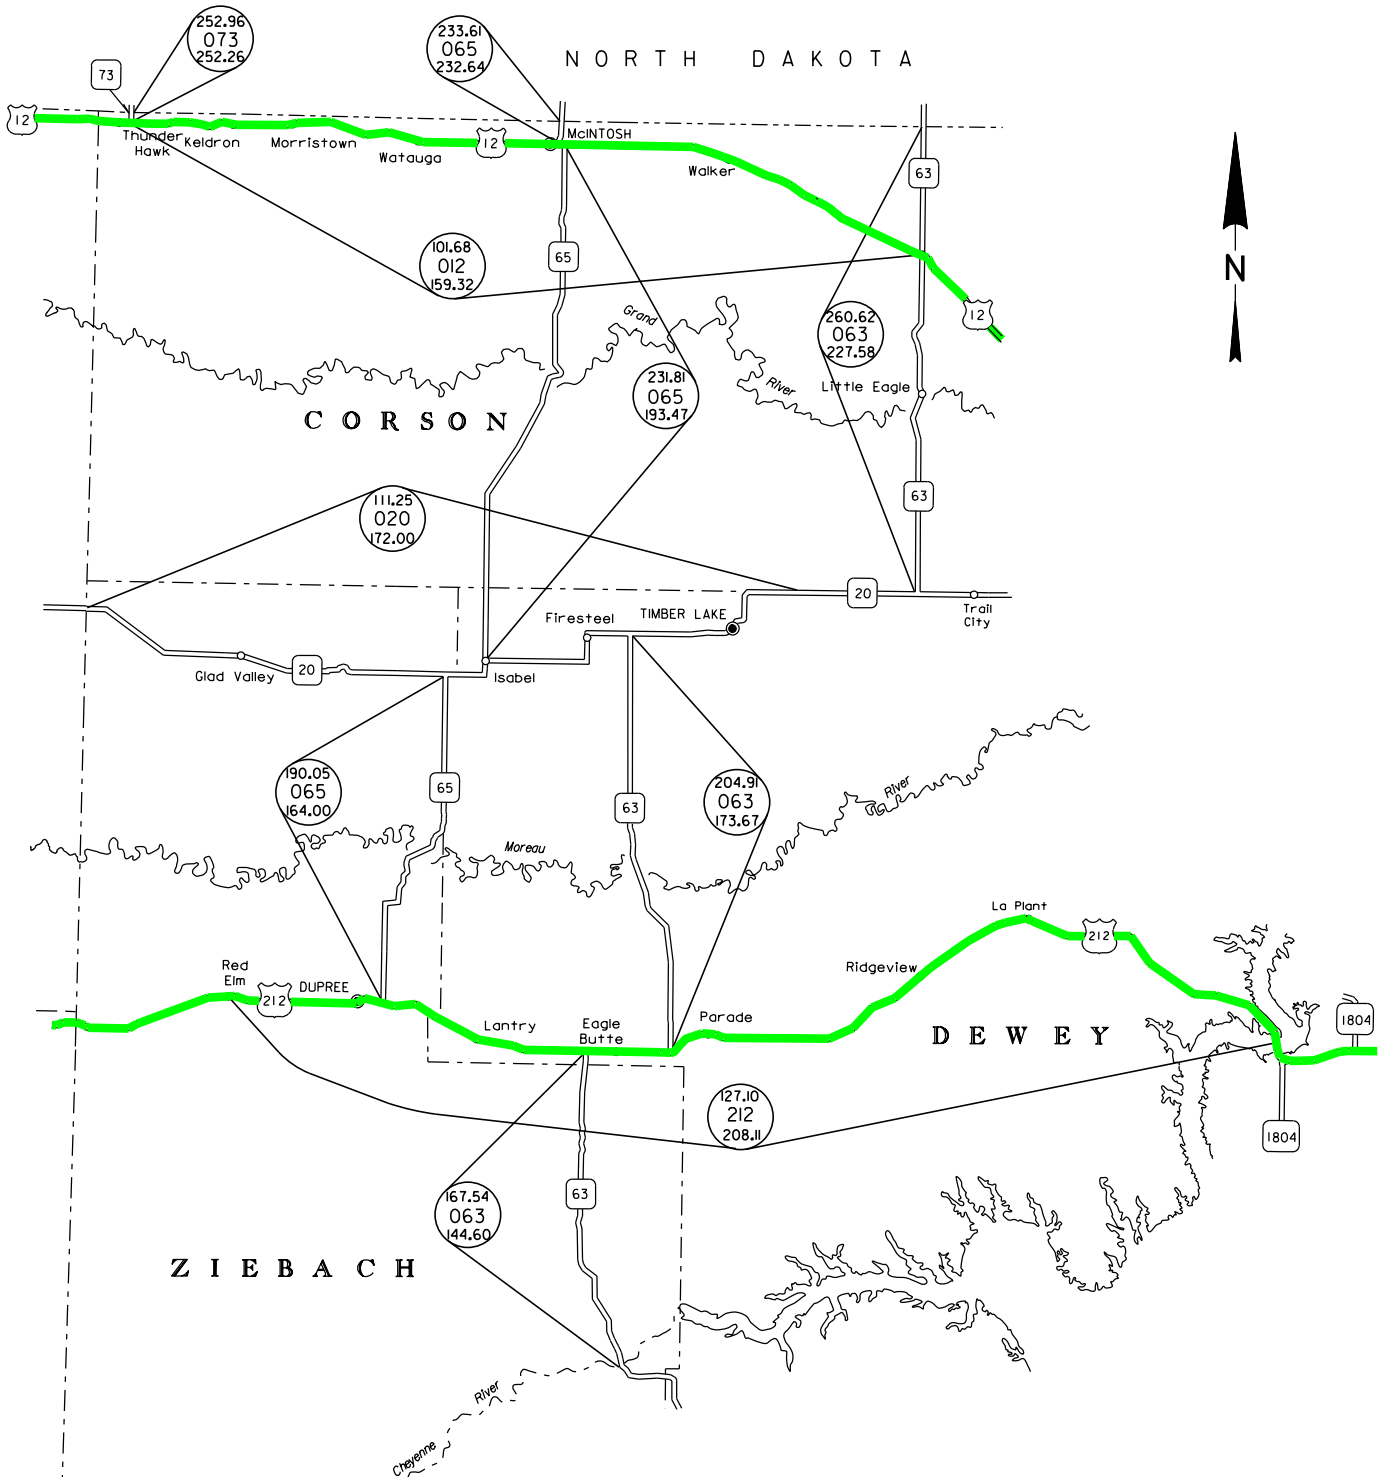 252.96
073
252.26
233.61
065
232.64
NORTH DAKOTA
73
12
Thunder
Hawk
Keldron
Morristown
Watauga
12
McINTOSH
Walker
63
101.68
012
159.32
65
N
260.62
063
227.58
12
Grand
River
Little Eagle
231.81
065
193.47
CORSON
111.25
020
172.00
63
20
Trail
City
Firesteel
TIMBER LAKE
Glad Valley
20
Isabel
190.05
065
164.00
65
63
204.91
063
173.67
River
Moreau
La Plant
212
Red
Elm
212
DUPREE
Ridgeview
Lantry
Eagle
Butte
Parade
DEWEY
1804
127.10
212
208.11
1804
167.54
063
144.60
63
ZIEBACH
River
Cheyenne